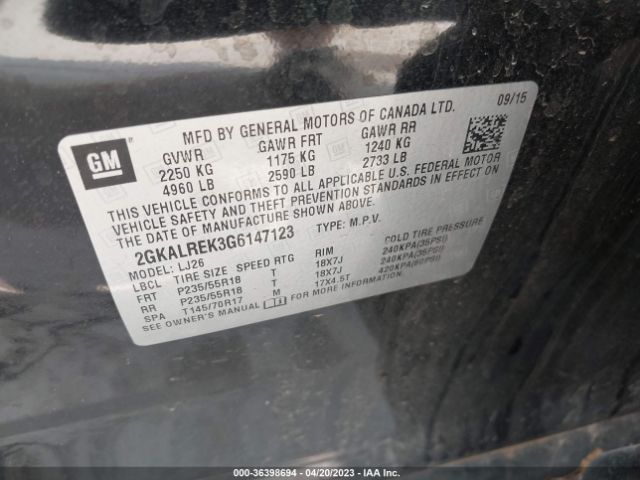 MFD BY GENERAL MOTORS OF CANADA LTD. 09/15
GM
GVWR GAWR FRT GAWR RR
2250 KG 1175 KG 1240 KG
4960 LB 2590 LB 2733 LB
THIS VEHICLE CONFORMS TO ALL APPLICABLE U.S. FEDERAL MOTOR
VEHICLE SAFETY AND THEFT PREVENTION STANDARDS IN EFFECT ON
THE DATE OF MANUFACTURE SHOWN ABOVE.
2GKALREK3G6147123 TYPE: M.P.V.
MODEL: LJ26
LBCL TIRE SIZE SPEED RTG RIM COLD TIRE PRESSURE
FRT P235/55R18 T 18X7J 240KPA(35PSI)
RR P235/55R18 T 18X7J 240KPA(35PSI)
SPA T145/70R17 M 17X4.5T 420KPA(60PSI)
SEE OWNER'S MANUAL FOR MORE INFORMATION.
000-36398694 - 04/20/2023 - IAA Inc.